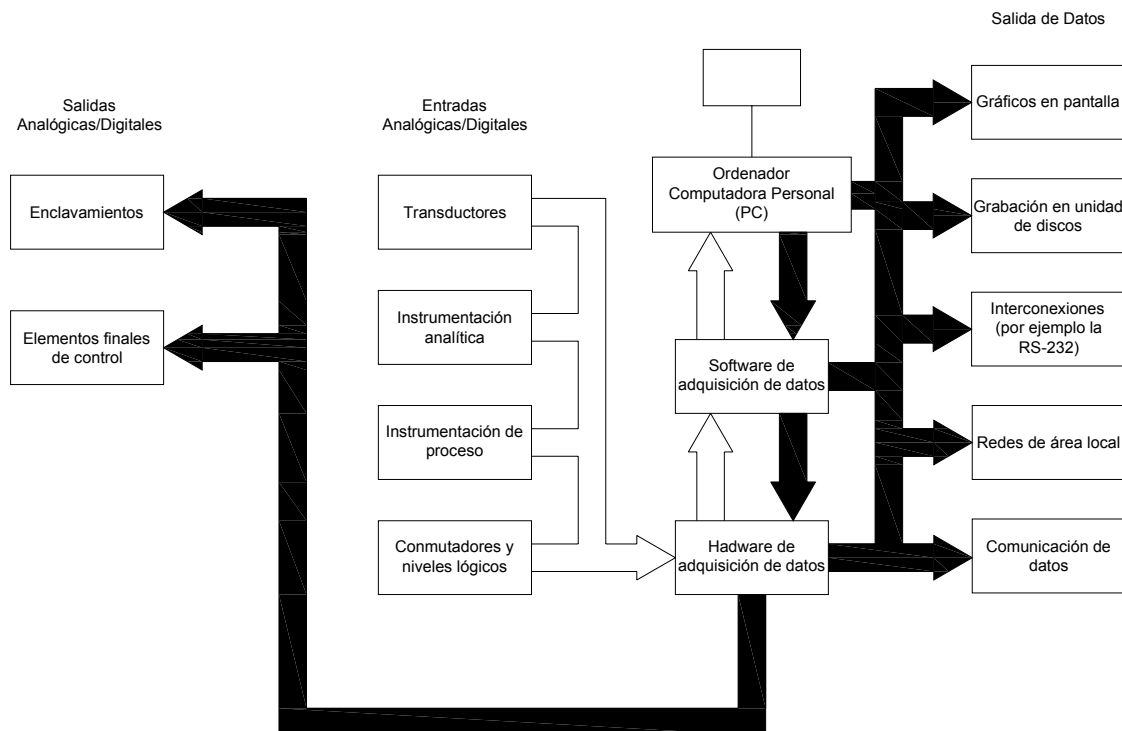 Salida de Datos
Salidas
Analógicas/Digitales
Entradas
Analógicas/Digitales
Gráficos en pantalla
Ordenador
Computadora Personal
(PC)
Enclavamientos
Transductores
Grabación en unidad
de discos
Elementos finales
de control
Instrumentación
analítica
Interconexiones
(por ejemplo la
RS-232)
Software de
adquisición de datos
Instrumentación de
proceso
Redes de área local
Conmutadores y
niveles lógicos
Hadware de
adquisición de datos
Comunicación de
datos